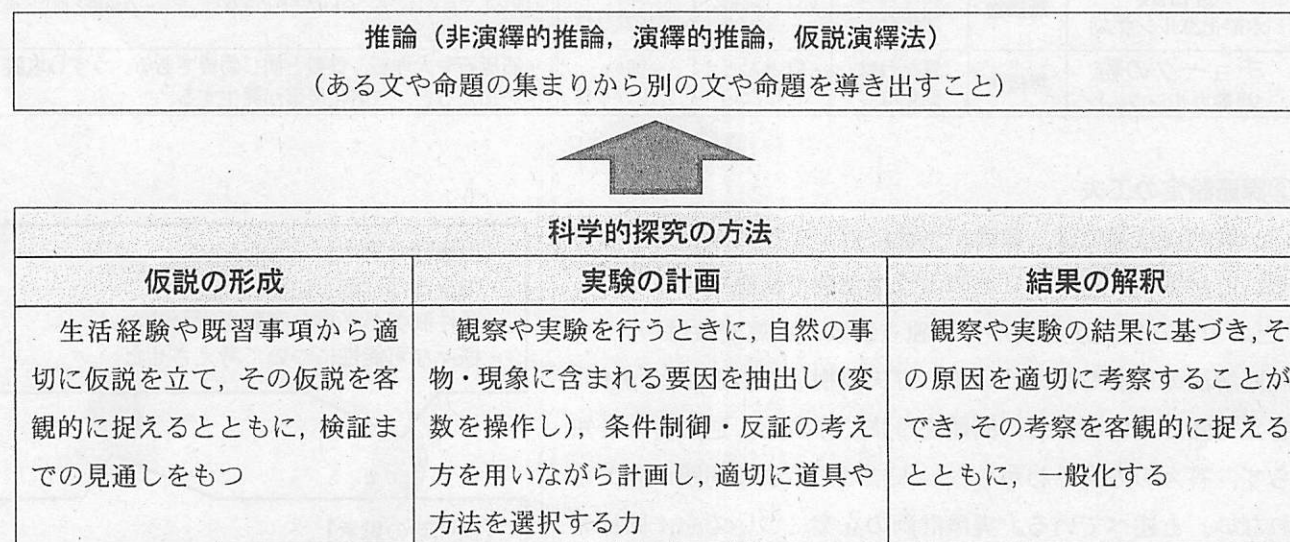 推論（非演繹的推論，演繹的推論，仮説演繹法）
（ある文や命題の集まりから別の文や命題を導き出すこと）
科学的探究の方法
仮説の形成
生活経験や既習事項から適
切に仮説を立て，その仮説を客
観的に捉えるとともに，検証ま
での見通しをもつ
実験の計画
観察や実験を行うときに，自然の事
物・現象に含まれる要因を抽出し（変
数を操作し），条件制御・反証の考え
方を用いながら計画し，適切に道具や
方法を選択する力
結果の解釈
観察や実験の結果に基づき，そ
の原因を適切に考察することが
でき，その考察を客観的に捉える
とともに，一般化する